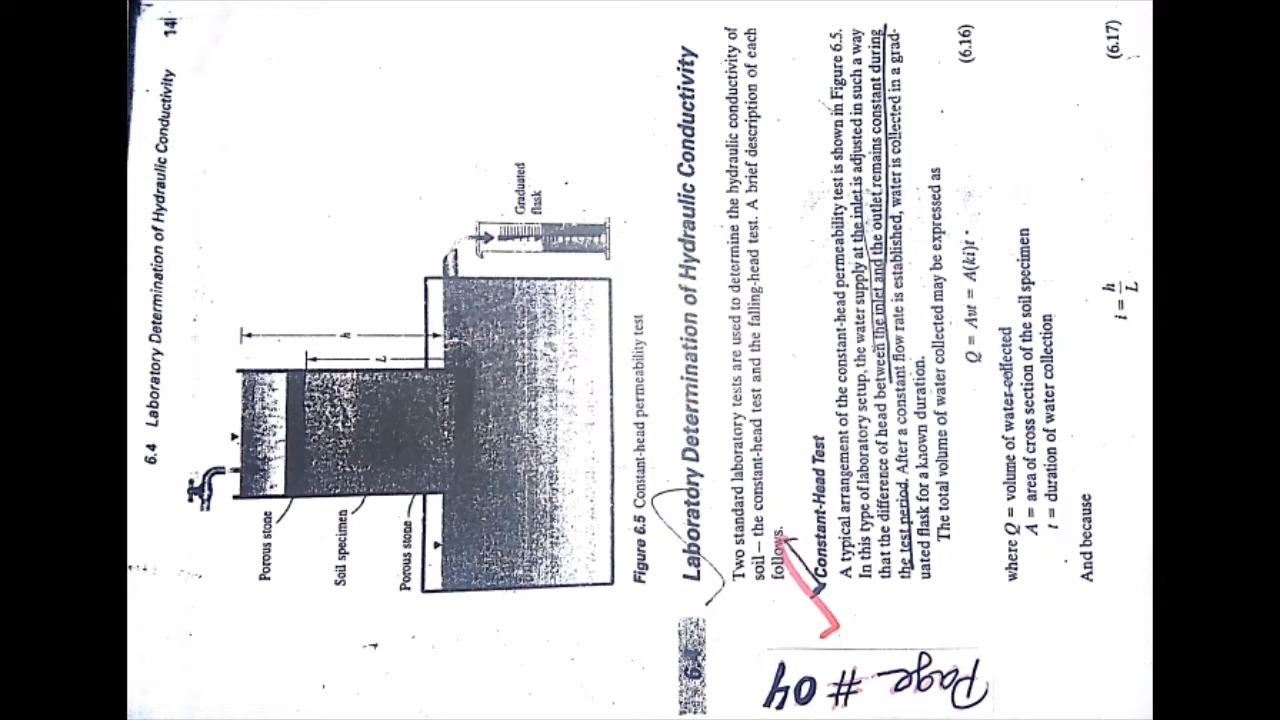 6.4 Laboratory Determination of Hydraulic Conductivity 14
Porous stone
Soil specimen
Porous stone
L
h
Graduated
flask
Figure 6.5 Constant-head permeability test
6.4 Laboratory Determination of Hydraulic Conductivity
Two standard laboratory tests are used to determine the hydraulic conductivity of
soil — the constant-head test and the falling-head test. A brief description of each
follows.
Constant-Head Test
A typical arrangement of the constant-head permeability test is shown in Figure 6.5.
In this type of laboratory setup, the water supply at the inlet is adjusted in such a way
that the difference of head between the inlet and the outlet remains constant during
the test period. After a constant flow rate is established, water is collected in a grad-
uated flask for a known duration.
The total volume of water collected may be expressed as
Q = Avt = A(ki)t (6.16)
where Q = volume of water collected
A = area of cross section of the soil specimen
t = duration of water collection
And because
i = h/L (6.17)
Page # 04